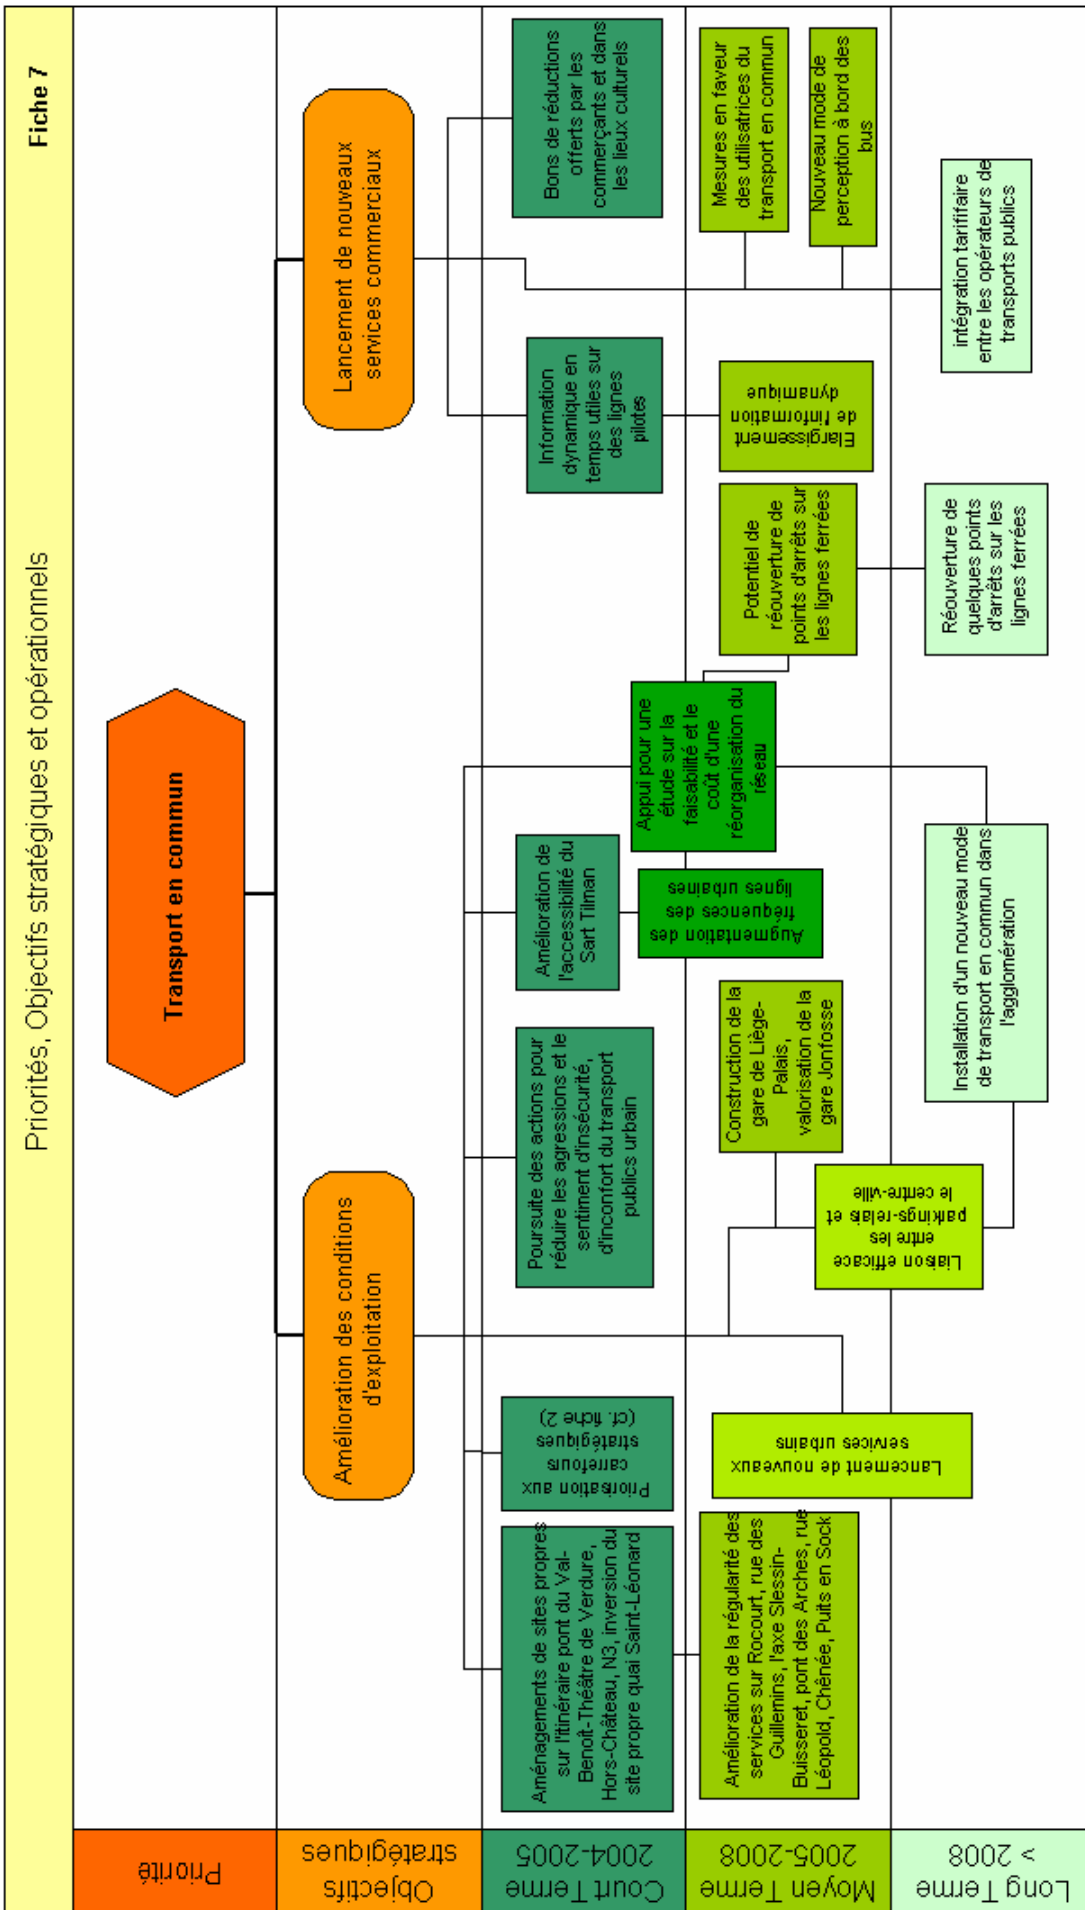 Priorités, Objectifs stratégiques et opérationnels
Fiche 7
Priorité
Transport en commun
Objectifs
stratégiques
Amélioration des conditions
d'exploitation
Lancement de nouveaux
services commerciaux
Court Terme
2004-2005
Aménagements de sites propres
sur l'itinéraire pont du Val-
Benoît-Théâtre de Verdure,
Hors-Château, N3, inversion du
site propre quai Saint-Léonard
Priorisation aux
carrefours
stratégiques
(cf. fiche 2)
Poursuite des actions pour
réduire les agressions et le
sentiment d'insécurité,
d'inconfort du transport
publics urbain
Amélioration de
l'accessibilité du
Sart Tilman
Appui pour une
étude sur la
faisabilité et le
coût d'une
réorganisation du
réseau
Information
dynamique en
temps utiles sur
des lignes
pilotes
Bons de réductions
offerts par les
commerçants et dans
les lieux culturels
Moyen Terme
2005-2008
Amélioration de la régularité des
services sur Rocourt, rue des
Guillemins, l'axe Slessin-
Buisseret, pont des Arches, rue
Léopold, Chênée, Puits en Sock
Lancement de nouveaux
services urbains
Liaison efficace
entre les
parkings-relais et
le centre-ville
Construction de la
gare de Liège-
Palais,
valorisation de la
gare Jonfosse
Augmentation des
fréquences des
lignes urbaines
Potentiel de
réouverture de
points d'arrêts sur
les lignes ferrées
Elargissement
de l'information
dynamique
Mesures en faveur
des utilisatrices du
transport en commun
Nouveau mode de
perception à bord des
bus
Long Terme
> 2008
Installation d'un nouveau mode
de transport en commun dans
l'agglomération
Réouverture de
quelques points
d'arrêts sur les
lignes ferrées
intégration tarififaire
entre les opérateurs de
transports publics